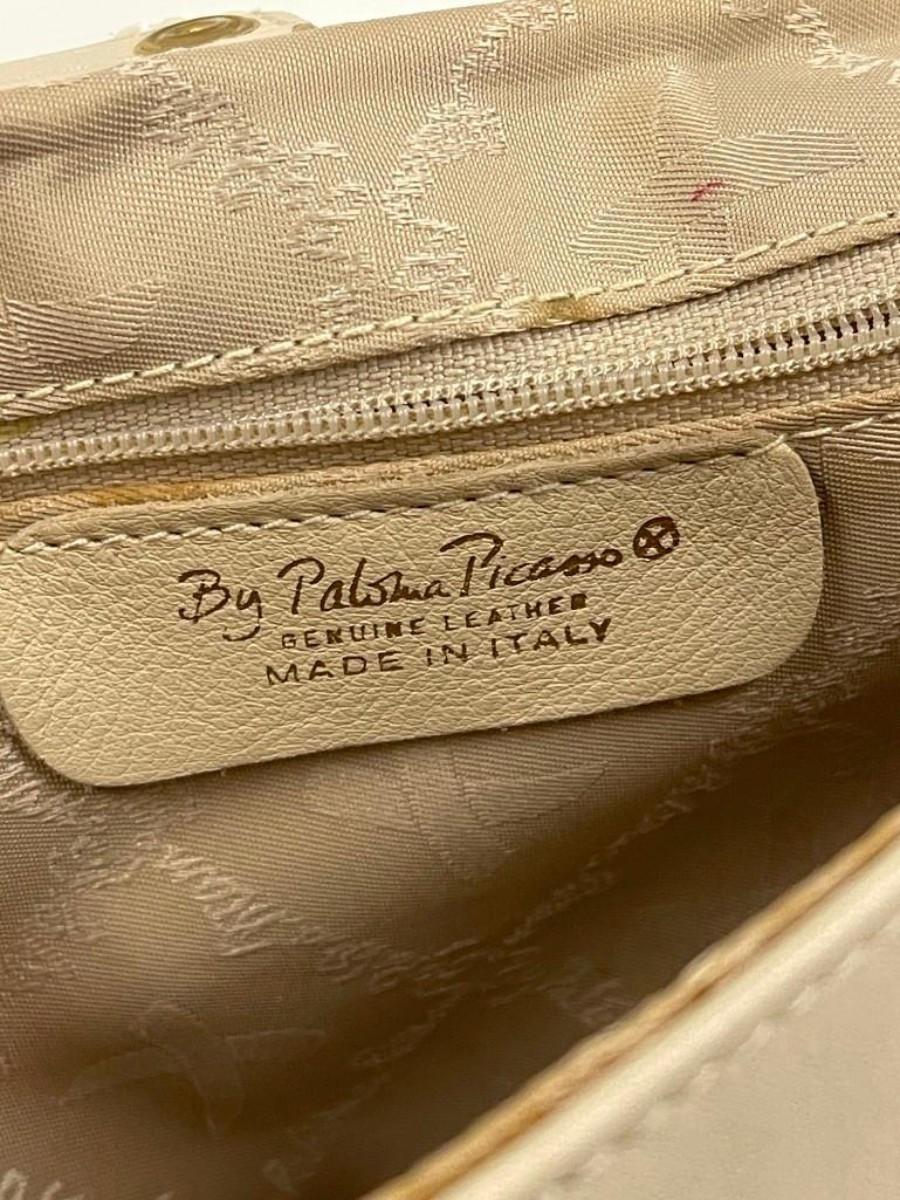 By Paloma Picasso
GENUINE LEATHER
MADE IN ITALY